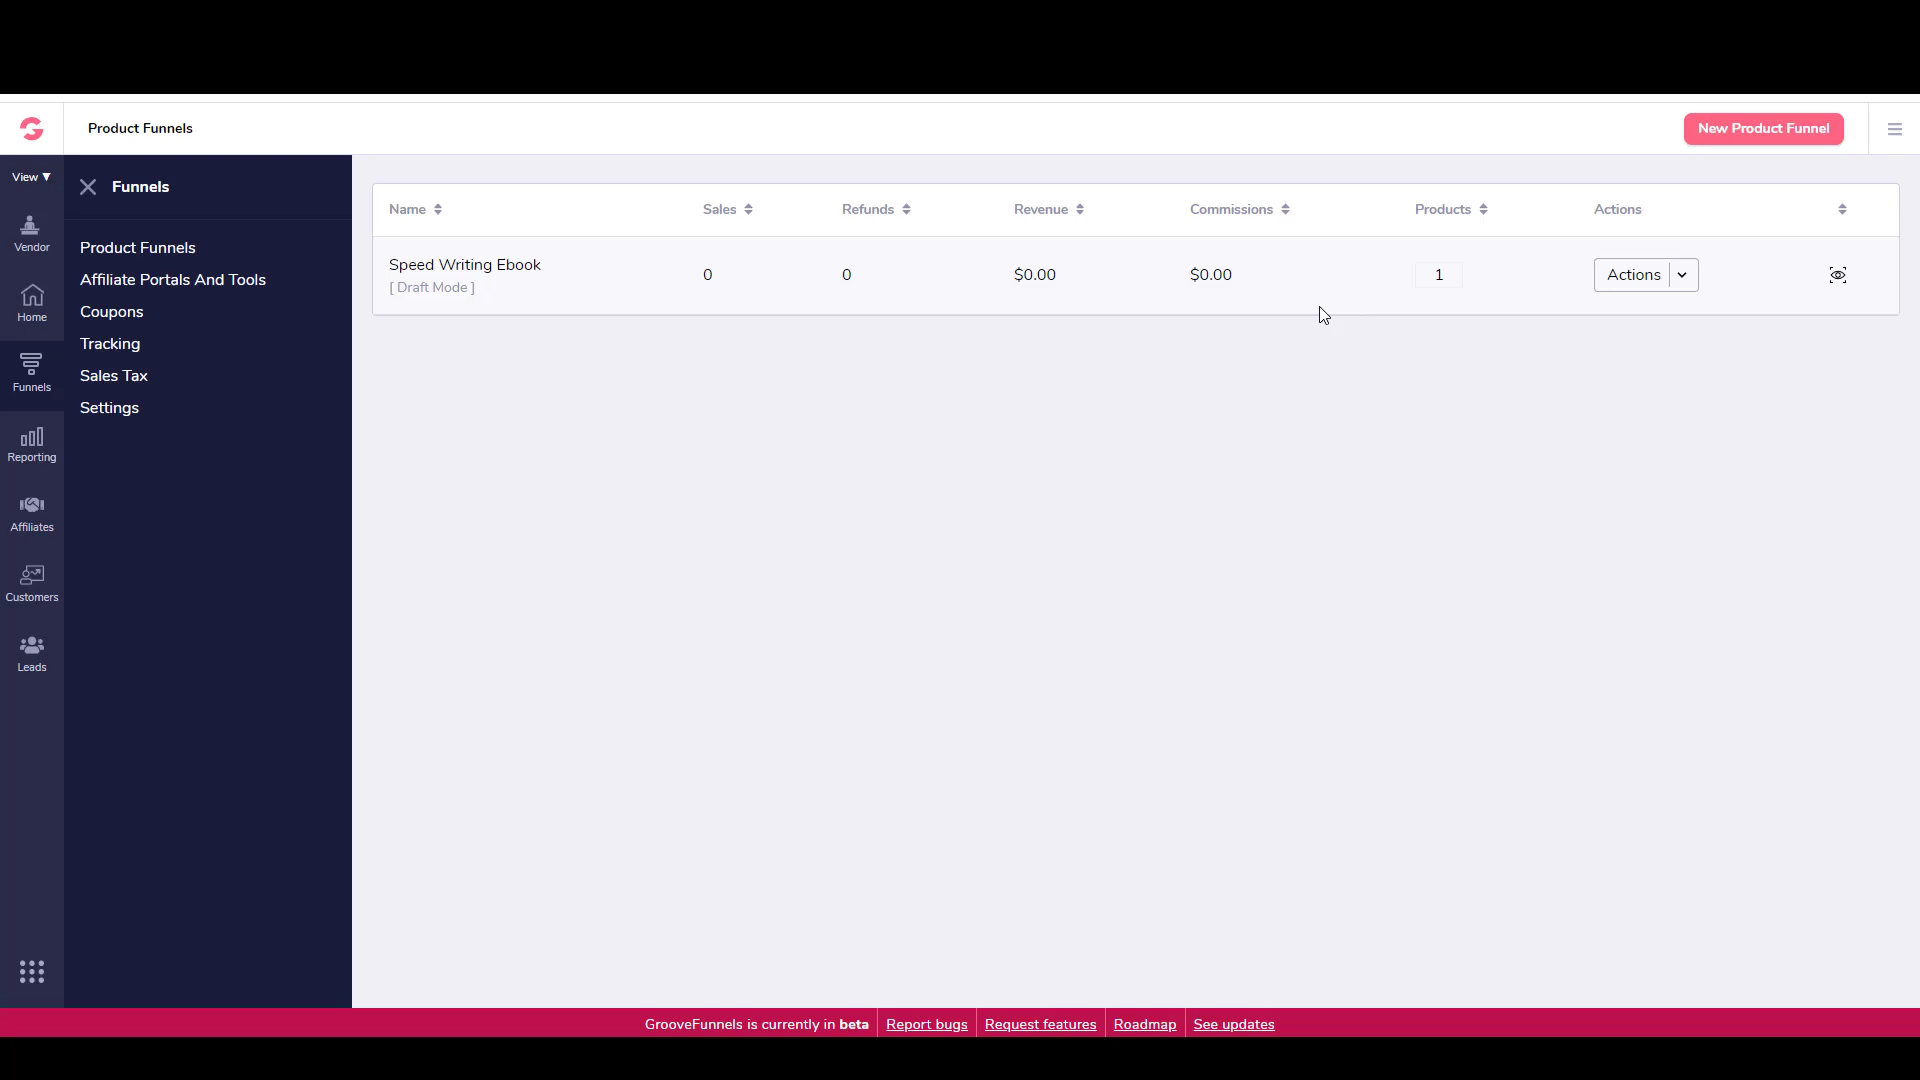 Product Funnels
New Product Funnel
View ▼
Vendor
Home
Funnels
Reporting
Affiliates
Customers
Leads
Funnels
Product Funnels
Affiliate Portals And Tools
Coupons
Tracking
Sales Tax
Settings
Name Sales Refunds Revenue Commissions Products Actions
Speed Writing Ebook 0 0 $0.00 $0.00 1 Actions
[ Draft Mode ]
GrooveFunnels is currently in beta Report bugs Request features Roadmap See updates